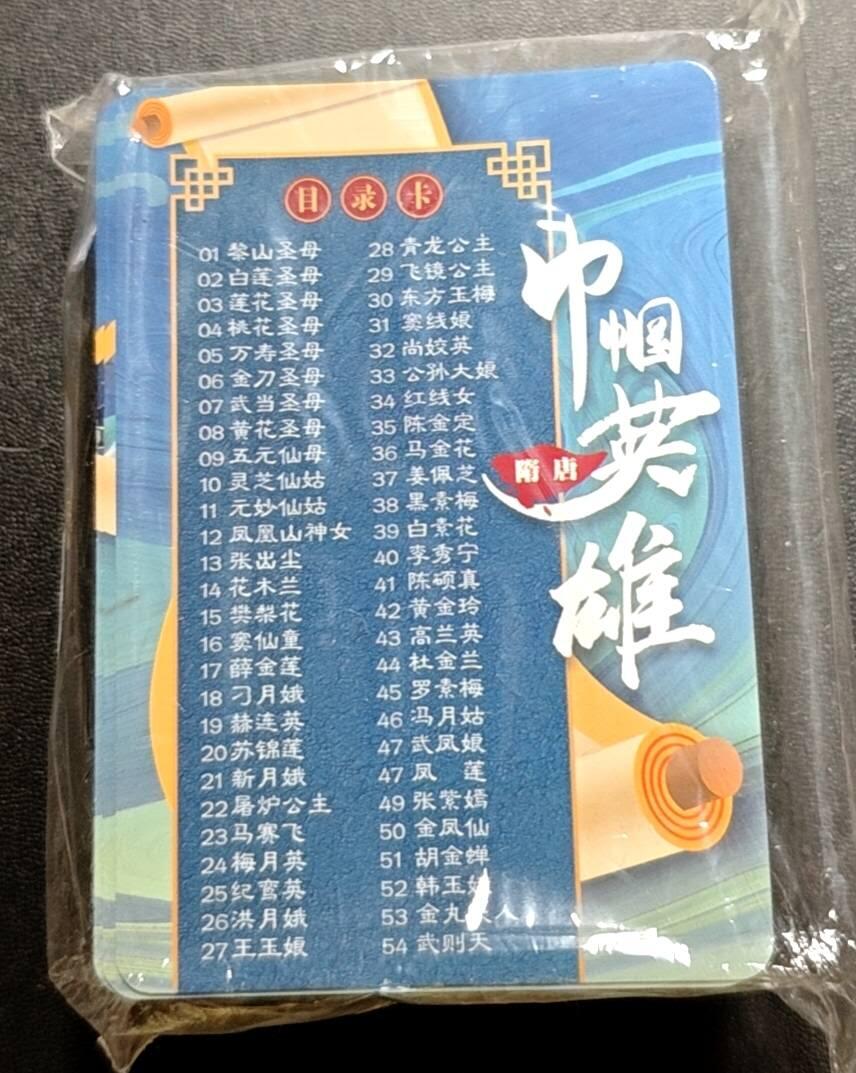 目录卡
01 黎山圣母
02 白莲圣母
03 莲花圣母
04 桃花圣母
05 万寿圣母
06 金刀圣母
07 武当圣母
08 黄花圣母
09 五元仙母
10 灵芝仙姑
11 元妙仙姑
12 凤凰山神女
13 张出尘
14 花木兰
15 樊梨花
16 窦仙童
17 薛金莲
18 刁月娥
19 赫连英
20 苏锦莲
21 新月娥
22 屠炉公主
23 马赛飞
24 梅月英
25 纪鸾英
26 洪月娥
27 王玉娘
28 青龙公主
29 飞镜公主
30 东方玉梅
31 窦线娘
32 尚姣英
33 公孙大娘
34 红线女
35 陈金定
36 马金花
37 姜佩芝
38 黑素梅
39 白素花
40 李秀宁
41 陈硕真
42 黄金玲
43 高兰英
44 杜金兰
45 罗素梅
46 冯月姑
47 武凤娘
47 凤 莲
49 张紫嫣
50 金凤仙
51 胡金蝉
52 韩玉
53 金丸 人
54 武则天
巾帼英雄
隋唐